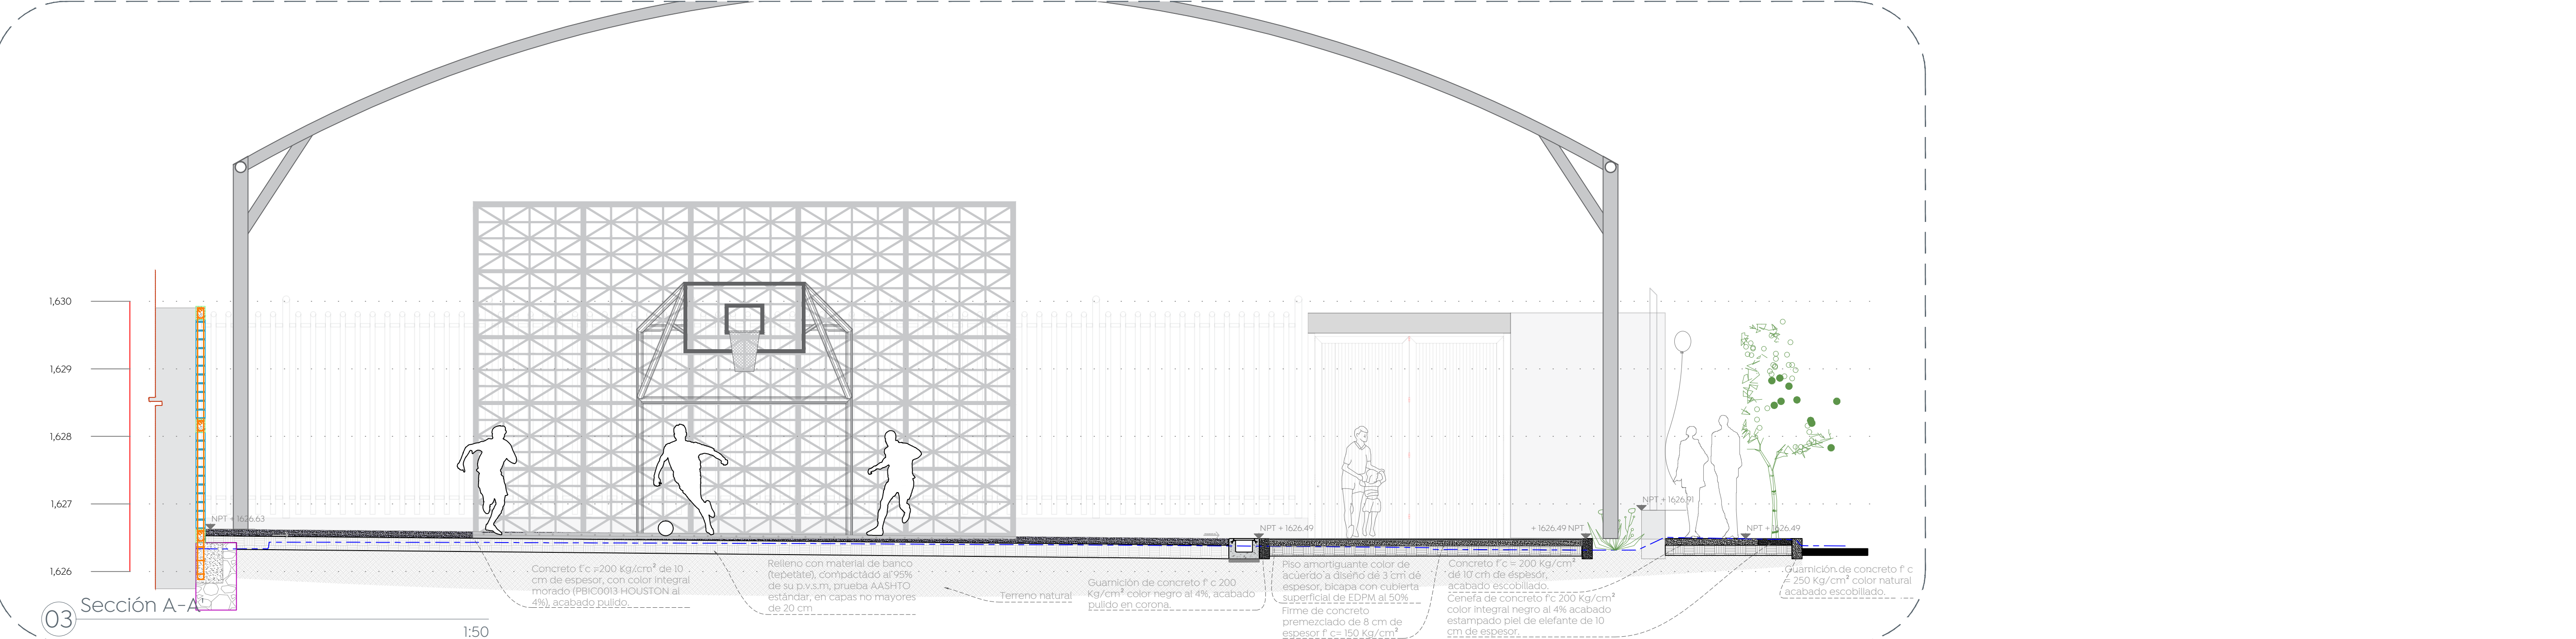 1,630
1,629
1,628
1,627
1,626
NPT + 1626.63
NPT + 1626.49
+ 1626.49 NPT
NPT + 1626.91
NPT + 1626.49
Concreto f'c =200 Kg/cm² de 10
cm de espesor, con color integral
morado (PBIC0013 HOUSTON al
4%), acabado pulido.
Relleno con material de banco
(tepetate), compactado al 95%
de su p.v.s.m, prueba AASHTO
estándar, en capas no mayores
de 20 cm
Terreno natural
Guarnición de concreto f' c 200
Kg/cm² color negro al 4%, acabado
pulido en corona.
Piso amortiguante color de
acuerdo a diseño de 3 cm de
espesor, bicapa con cubierta
superficial de EDPM al 50%
Firme de concreto
premezclado de 8 cm de
espesor f' c= 150 Kg/cm²
Concreto f'c = 200 Kg/cm²
de 10 cm de espesor,
acabado escobillado.
Cenefa de concreto f'c 200 Kg/cm²
color integral negro al 4% acabado
estampado piel de elefante de 10
cm de espesor.
Guarnición de concreto f' c
= 250 Kg/cm² color natural
acabado escobillado.
03
Sección A-A'
1:50